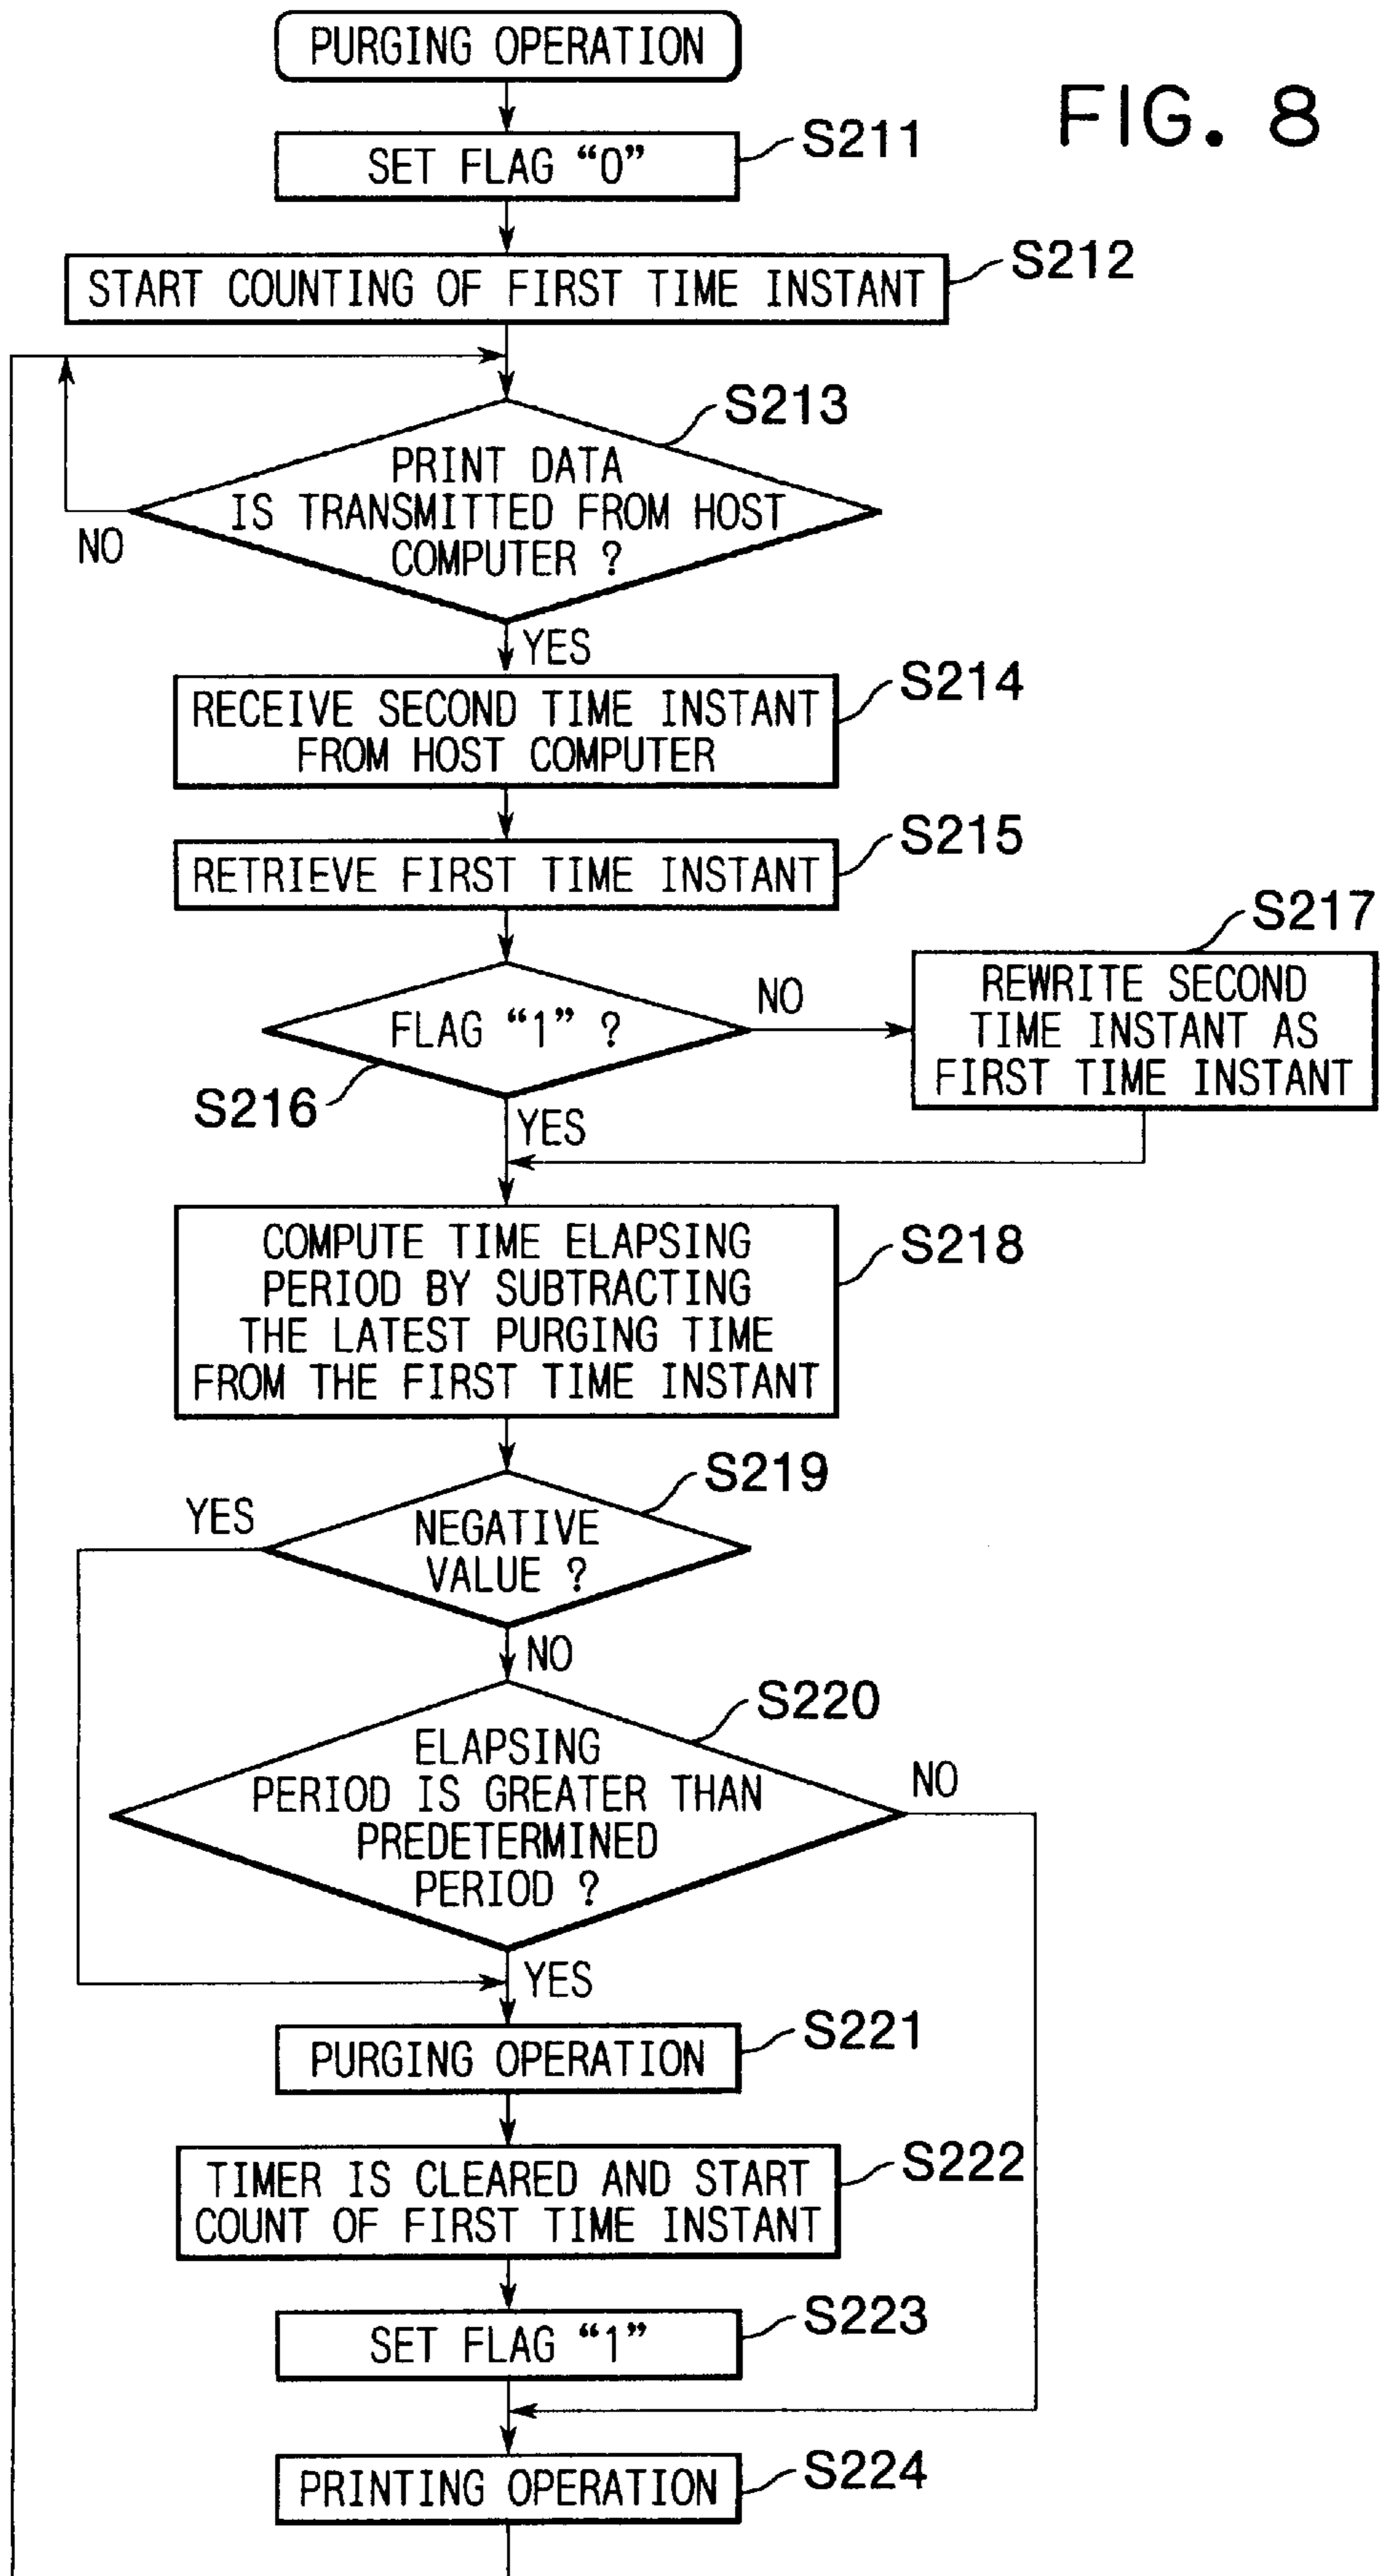 PURGING OPERATION
FIG. 8
S211
SET FLAG “0”
S212
START COUNTING OF FIRST TIME INSTANT
S213
PRINT DATA
IS TRANSMITTED FROM HOST
COMPUTER ?
NO
YES
S214
RECEIVE SECOND TIME INSTANT
FROM HOST COMPUTER
S215
RETRIEVE FIRST TIME INSTANT
S217
REWRITE SECOND
TIME INSTANT AS
FIRST TIME INSTANT
NO
FLAG “1” ?
S216
YES
COMPUTE TIME ELAPSING
PERIOD BY SUBTRACTING
THE LATEST PURGING TIME
FROM THE FIRST TIME INSTANT
S218
S219
YES
NEGATIVE
VALUE ?
NO
S220
ELAPSING
PERIOD IS GREATER THAN
PREDETERMINED
PERIOD ?
NO
YES
S221
PURGING OPERATION
S222
TIMER IS CLEARED AND START
COUNT OF FIRST TIME INSTANT
S223
SET FLAG “1”
S224
PRINTING OPERATION